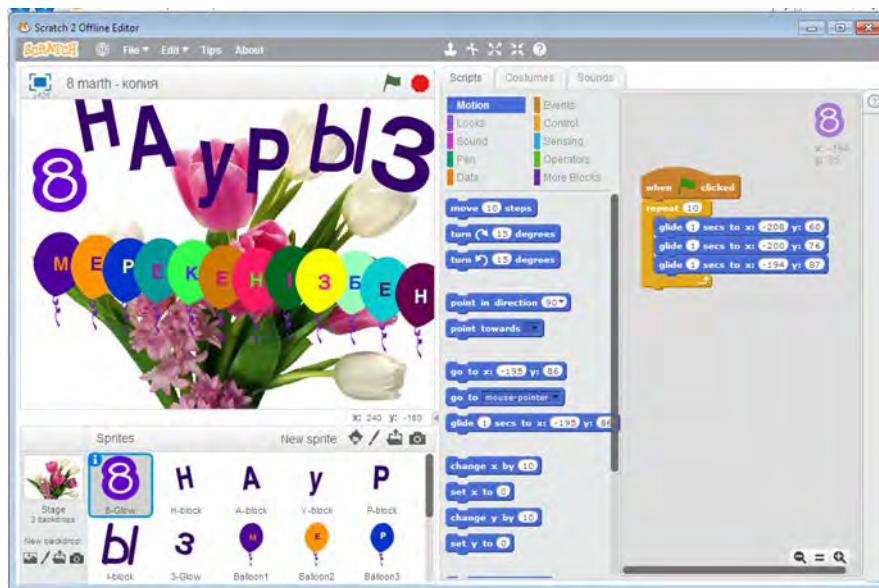 Scratch 2 Offline Editor
SCRATCH File Edit Tips About
8 marth - копия
Scripts Costumes Sounds
Motion Events
Looks Control
Sound Sensing
Pen Operators
Data More Blocks
move 10 steps
turn 15 degrees
turn 15 degrees
point in direction 90
point towards
go to x: -195 y: 86
go to mouse-pointer
glide 1 secs to x: -195 y: 86
change x by 10
set x to 0
change y by 10
set y to 0
8
when clicked
repeat 10
glide 1 secs to x: -208 y: 60
glide 1 secs to x: -200 y: 76
glide 1 secs to x: -194 y: 87
8 НАуРЫЗ
МЕРЕКЕҢІЗБЕН
x: 240 y: -180
Sprites New sprite:
Stage
3 backdrops
New backdrop:
8 Н А У Р
8-Glow H-block A-block Y-block P-block
Ы З М Е Р
I-block 3-Glow Balloon1 Balloon2 Balloon3